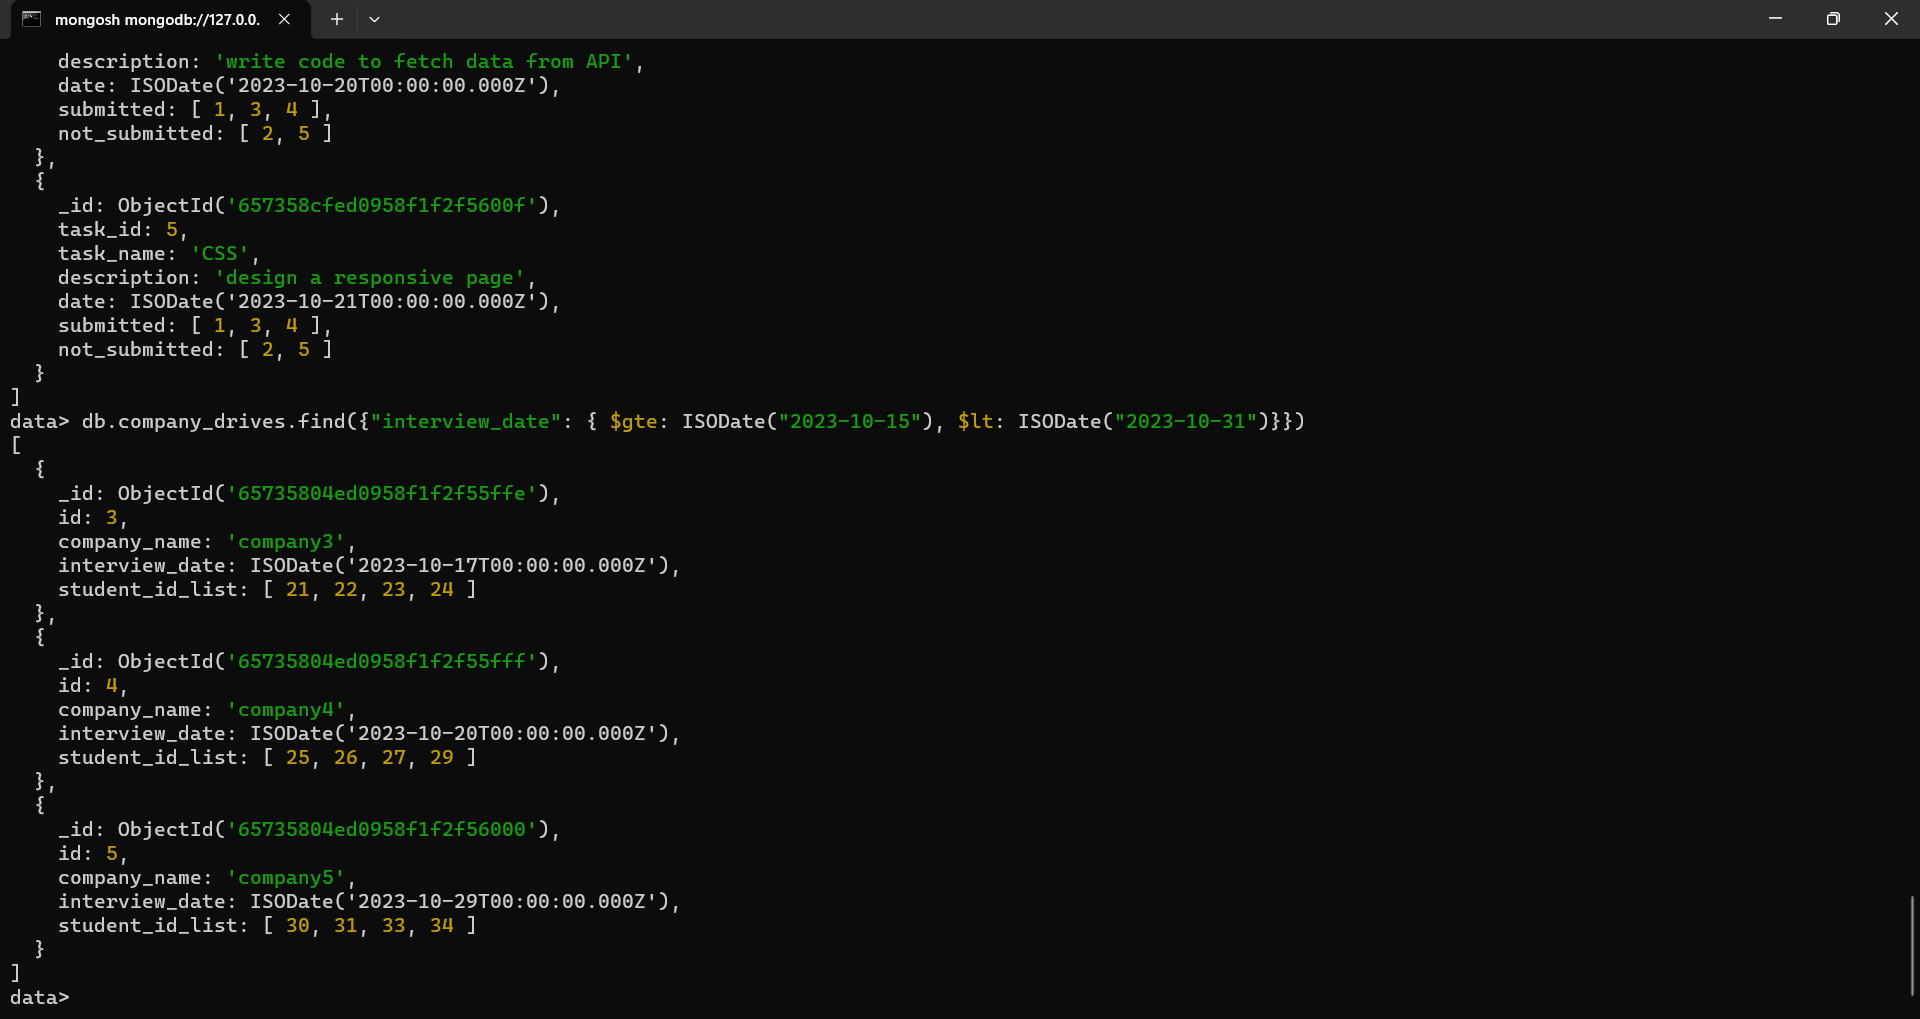 mongosh mongodb://127.0.0.
description: 'write code to fetch data from API',
date: ISODate('2023-10-20T00:00:00.000Z'),
submitted: [ 1, 3, 4 ],
not_submitted: [ 2, 5 ]
},
{
_id: ObjectId('657358cfed0958f1f2f5600f'),
task_id: 5,
task_name: 'CSS',
description: 'design a responsive page',
date: ISODate('2023-10-21T00:00:00.000Z'),
submitted: [ 1, 3, 4 ],
not_submitted: [ 2, 5 ]
}
]
data> db.company_drives.find({"interview_date": { $gte: ISODate("2023-10-15"), $lt: ISODate("2023-10-31")}})
[
{
_id: ObjectId('65735804ed0958f1f2f55ffe'),
id: 3,
company_name: 'company3',
interview_date: ISODate('2023-10-17T00:00:00.000Z'),
student_id_list: [ 21, 22, 23, 24 ]
},
{
_id: ObjectId('65735804ed0958f1f2f55fff'),
id: 4,
company_name: 'company4',
interview_date: ISODate('2023-10-20T00:00:00.000Z'),
student_id_list: [ 25, 26, 27, 29 ]
},
{
_id: ObjectId('65735804ed0958f1f2f56000'),
id: 5,
company_name: 'company5',
interview_date: ISODate('2023-10-29T00:00:00.000Z'),
student_id_list: [ 30, 31, 33, 34 ]
}
]
data>